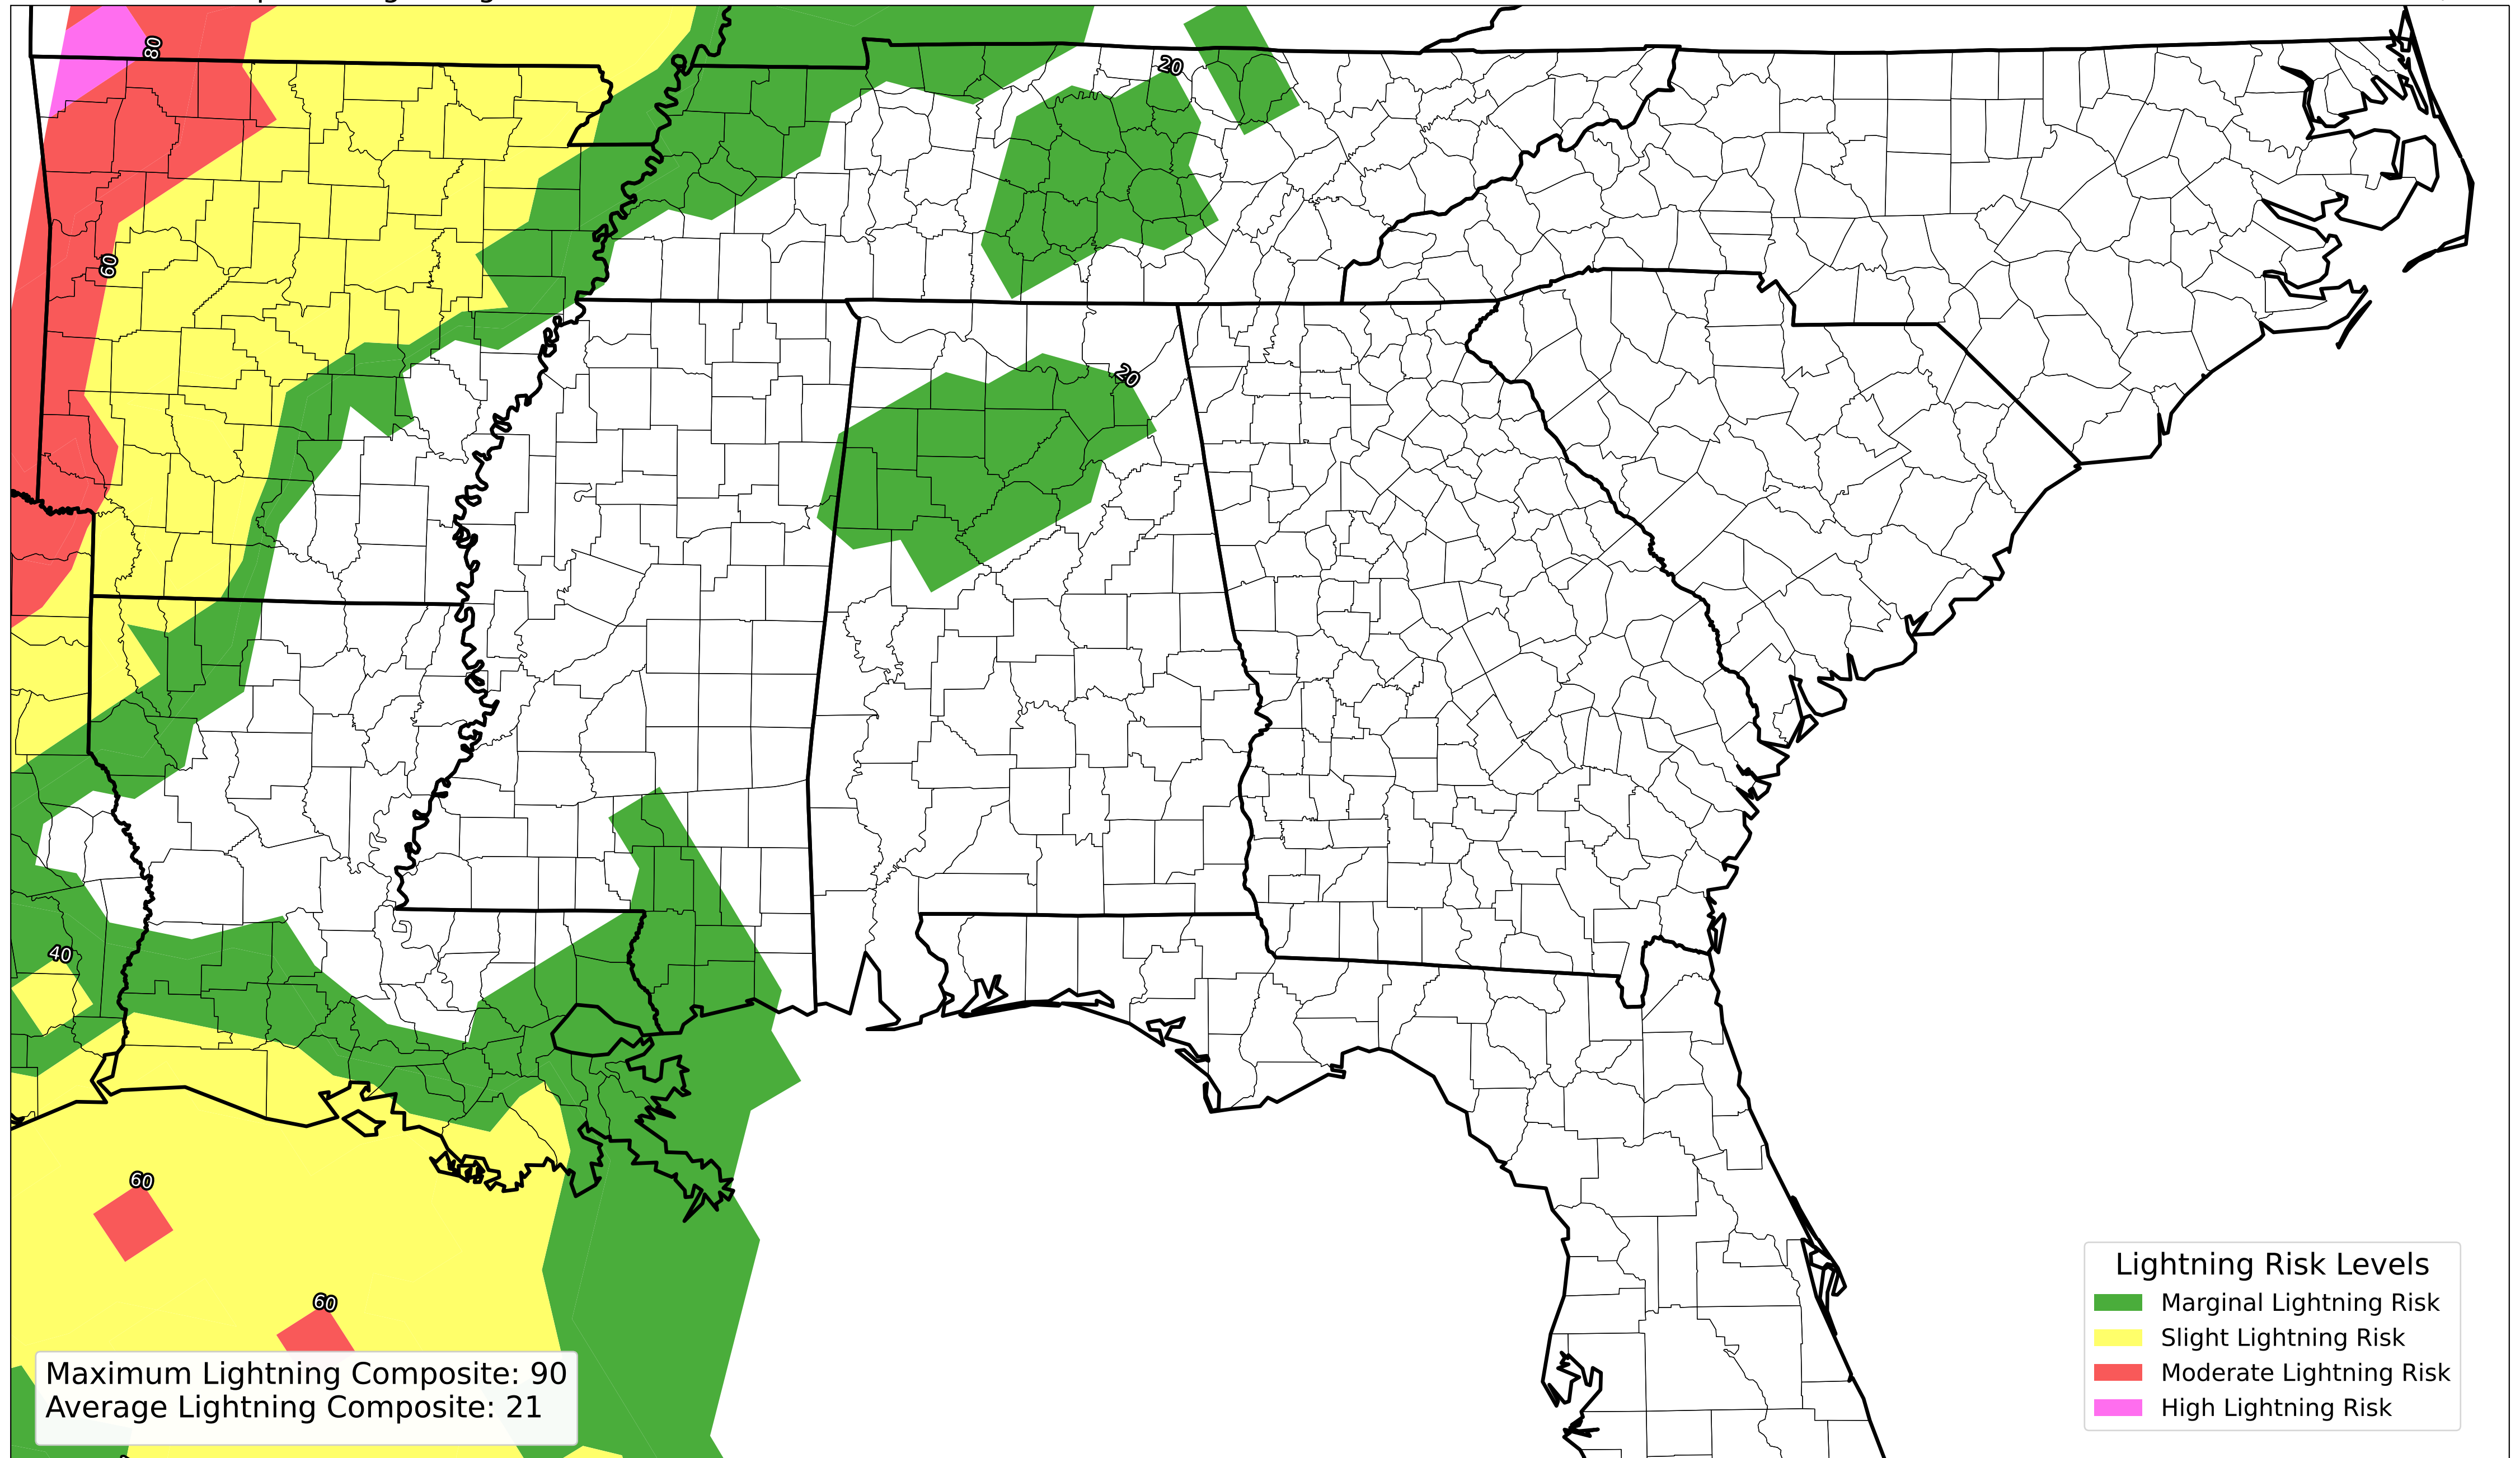 80
20
60
20
40
60
60
Maximum Lightning Composite: 90
Average Lightning Composite: 21
Lightning Risk Levels
Marginal Lightning Risk
Slight Lightning Risk
Moderate Lightning Risk
High Lightning Risk